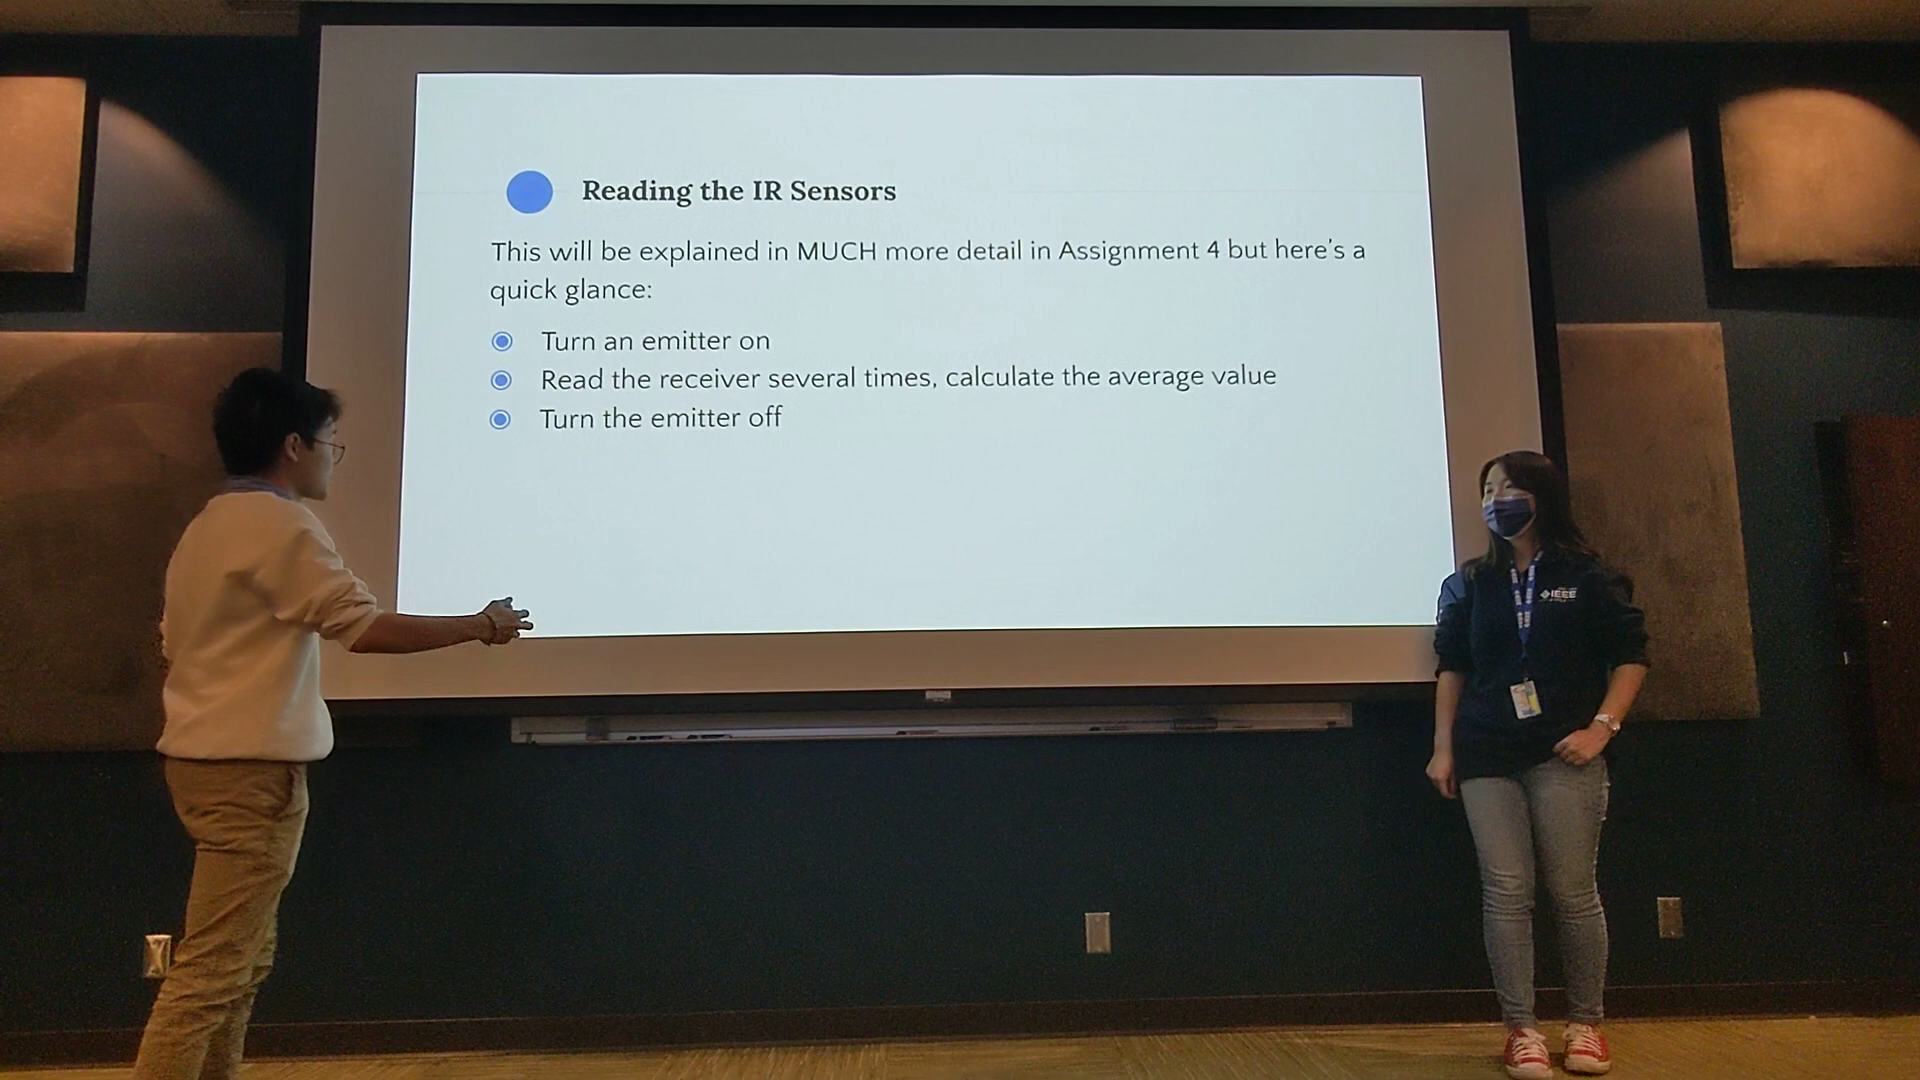 Reading the IR Sensors
This will be explained in MUCH more detail in Assignment 4 but here's a
quick glance:
Turn an emitter on
Read the receiver several times, calculate the average value
Turn the emitter off
IEEE